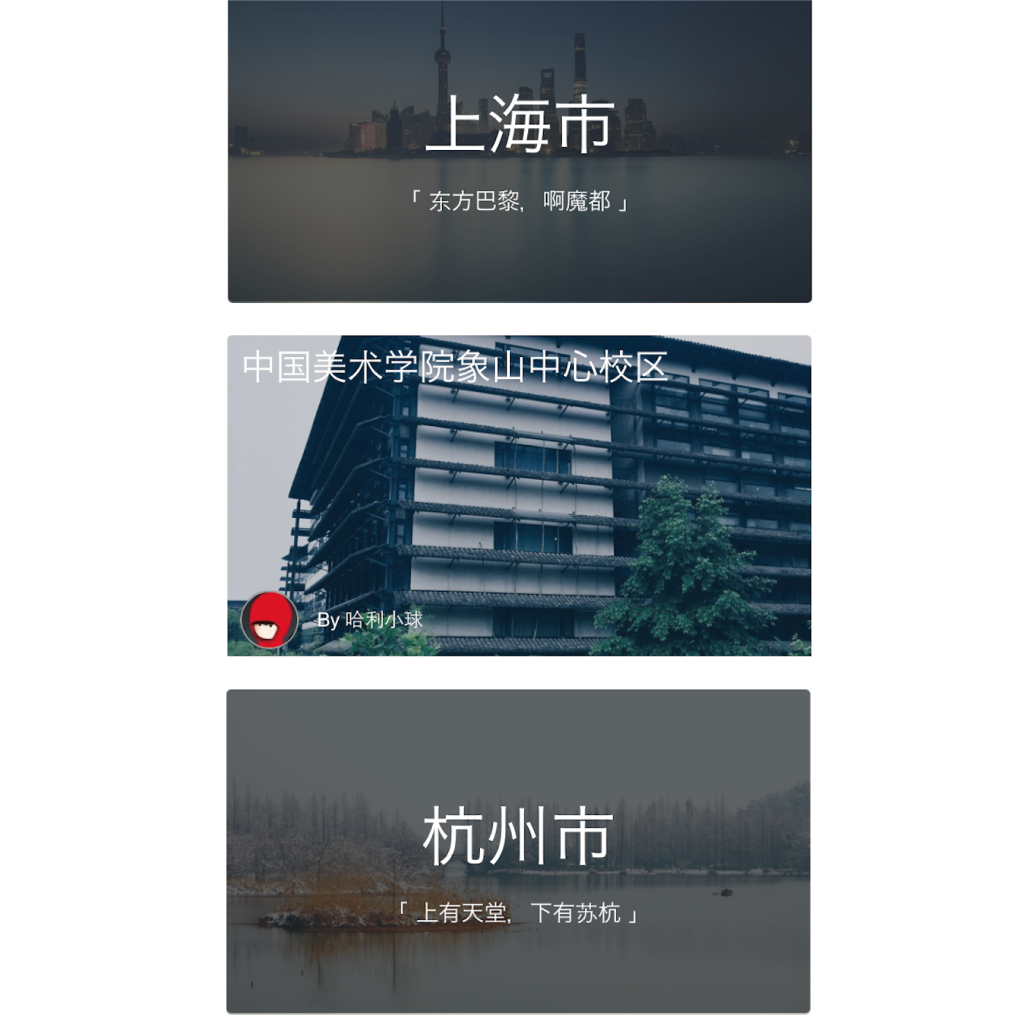 上海市
「 东方巴黎，啊魔都 」
中国美术学院象山中心校区
By 哈利小球
杭州市
「 上有天堂，下有苏杭 」